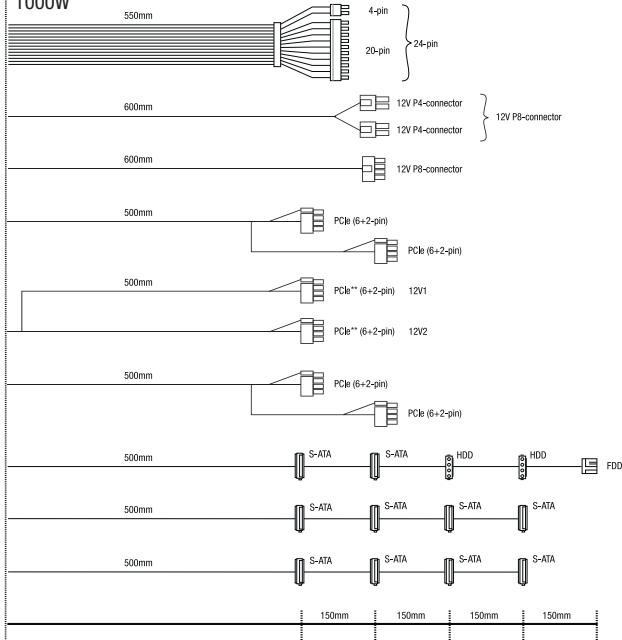 1000W
550mm
4-pin
20-pin
24-pin
600mm
12V P4-connector
12V P4-connector
12V P8-connector
600mm
12V P8-connector
500mm
PCIe (6+2-pin)
PCIe (6+2-pin)
500mm
PCIe** (6+2-pin) 12V1
PCIe** (6+2-pin) 12V2
500mm
PCIe (6+2-pin)
PCIe (6+2-pin)
500mm S-ATA S-ATA HDD HDD FDD
500mm S-ATA S-ATA S-ATA S-ATA
500mm S-ATA S-ATA S-ATA S-ATA
150mm 150mm 150mm 150mm